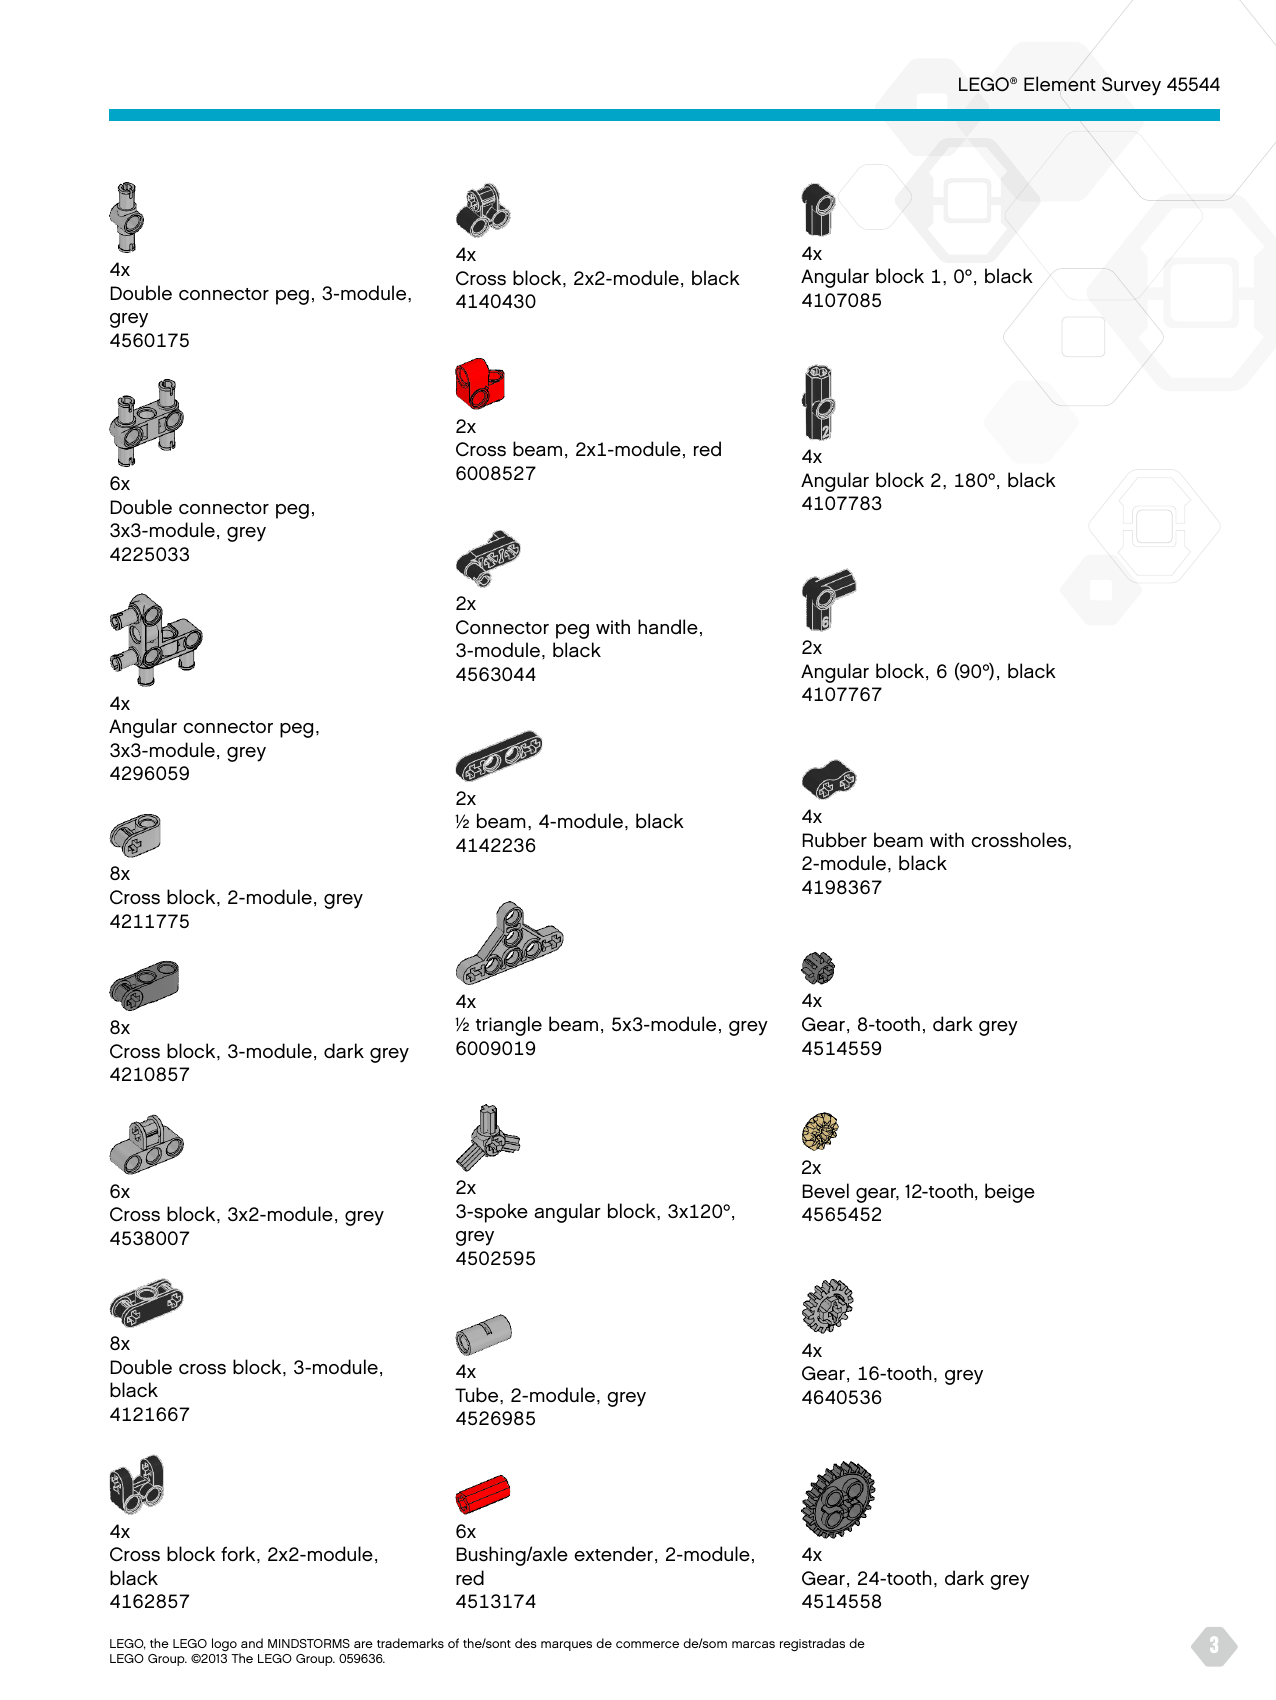 LEGO® Element Survey 45544
4x
Double connector peg, 3-module,
grey
4560175
6x
Double connector peg,
3x3-module, grey
4225033
4x
Angular connector peg,
3x3-module, grey
4296059
8x
Cross block, 2-module, grey
4211775
8x
Cross block, 3-module, dark grey
4210857
6x
Cross block, 3x2-module, grey
4538007
8x
Double cross block, 3-module,
black
4121667
4x
Cross block fork, 2x2-module,
black
4162857
4x
Cross block, 2x2-module, black
4140430
2x
Cross beam, 2x1-module, red
6008527
2x
Connector peg with handle,
3-module, black
4563044
2x
½ beam, 4-module, black
4142236
4x
½ triangle beam, 5x3-module, grey
6009019
2x
3-spoke angular block, 3x120º,
grey
4502595
4x
Tube, 2-module, grey
4526985
6x
Bushing/axle extender, 2-module,
red
4513174
4x
Angular block 1, 0º, black
4107085
2
4x
Angular block 2, 180º, black
4107783
6
2x
Angular block, 6 (90º), black
4107767
4x
Rubber beam with crossholes,
2-module, black
4198367
4x
Gear, 8-tooth, dark grey
4514559
2x
Bevel gear, 12-tooth, beige
4565452
4x
Gear, 16-tooth, grey
4640536
4x
Gear, 24-tooth, dark grey
4514558
LEGO, the LEGO logo and MINDSTORMS are trademarks of the/sont des marques de commerce de/som marcas registradas de
LEGO Group. ©2013 The LEGO Group. 059636.
3